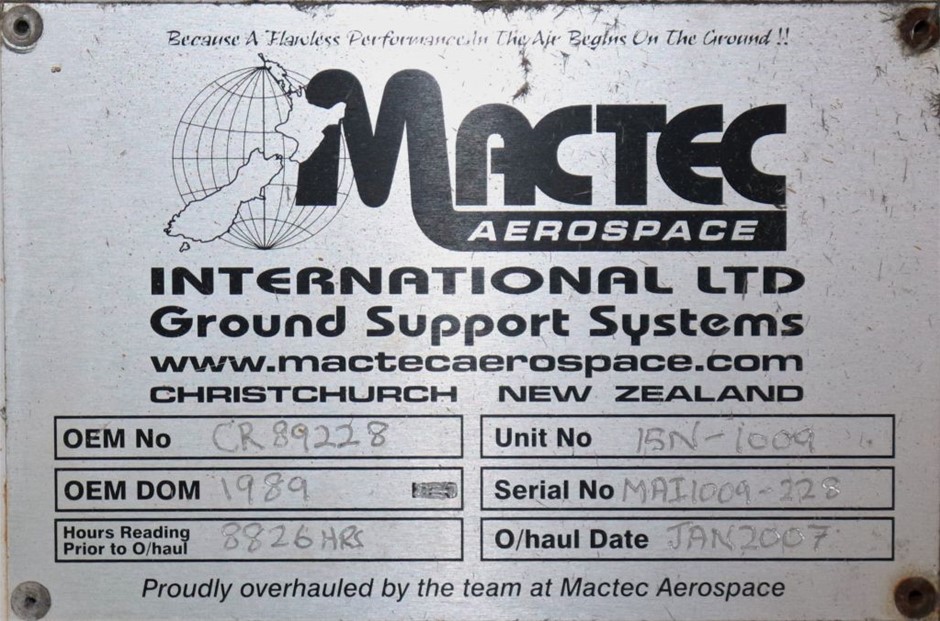 Because A Flawless Performance In The Air Begins On The Ground !!
MACTEC
AEROSPACE
INTERNATIONAL LTD
Ground Support Systems
www.mactecaerospace.com
CHRISTCHURCH NEW ZEALAND
OEM No CR89228
Unit No 15N-1009
OEM DOM 1989
Serial No MAI1009-228
Hours Reading
Prior to O/haul 8826HRS
O/haul Date JAN2007
Proudly overhauled by the team at Mactec Aerospace